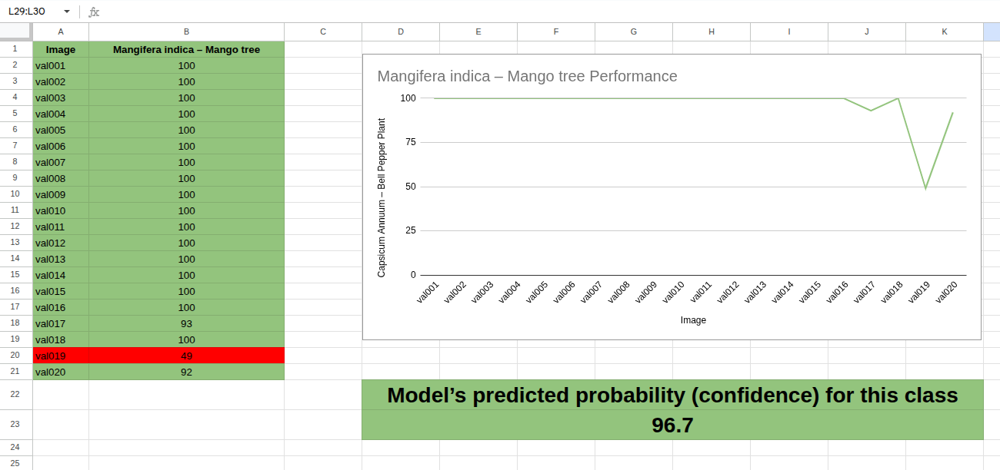 L29:L30 fx
A B C D E F G H I J K
1 Image Mangifera indica – Mango tree
2 val001 100
3 val002 100
4 val003 100
5 val004 100
6 val005 100
7 val006 100
8 val007 100
9 val008 100
10 val009 100
11 val010 100
12 val011 100
13 val012 100
14 val013 100
15 val014 100
16 val015 100
17 val016 100
18 val017 93
19 val018 100
20 val019 49
21 val020 92
22
23
24
25
Mangifera indica – Mango tree Performance
Capsicum Annuum – Bell Pepper Plant
100
75
50
25
0
val001 val002 val003 val004 val005 val006 val007 val008 val009 val010 val011 val012 val013 val014 val015 val016 val017 val018 val019 val020
Image
Model’s predicted probability (confidence) for this class
96.7